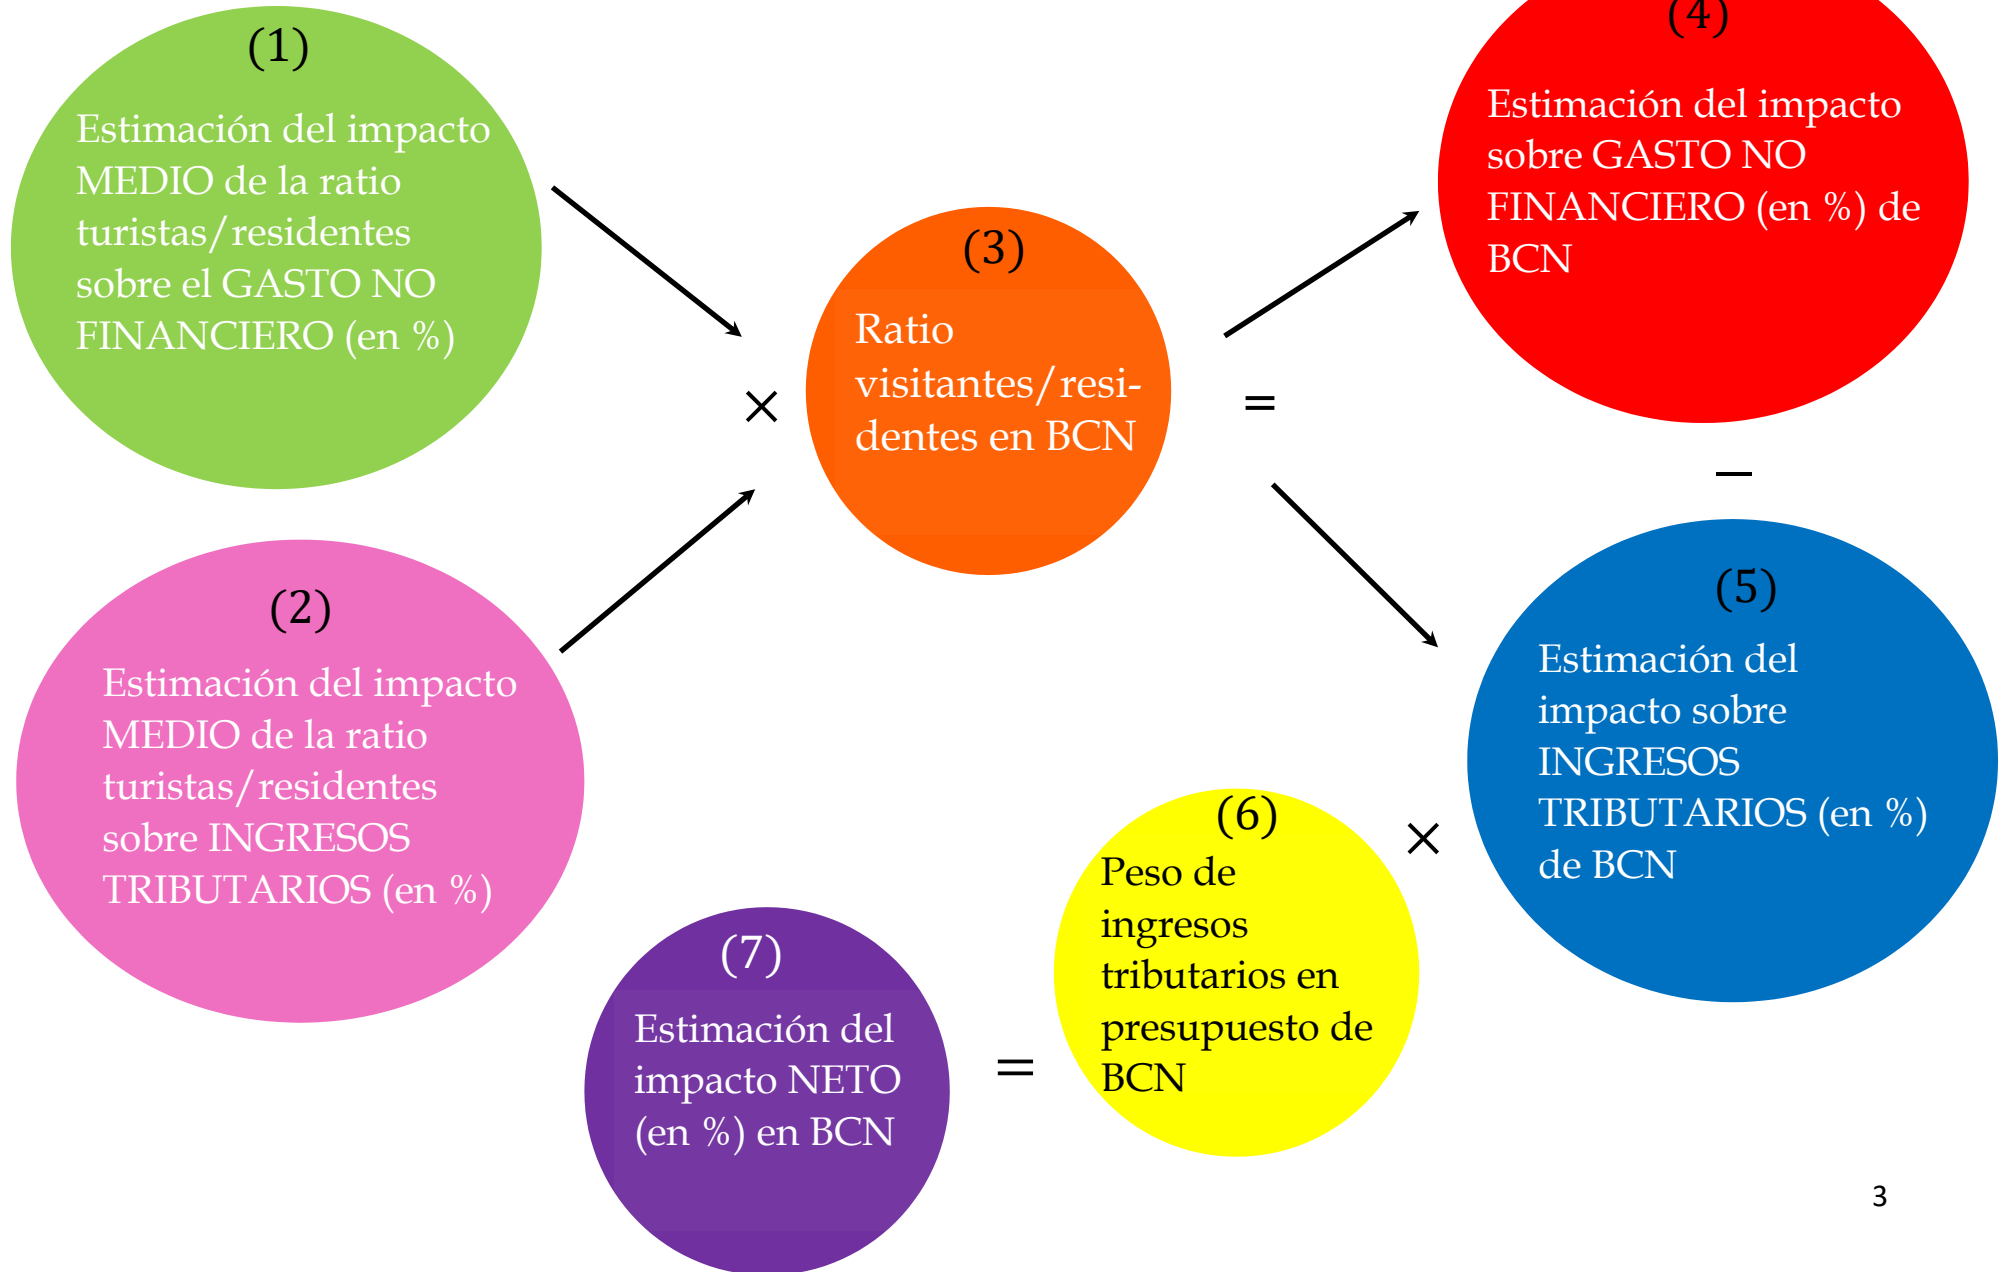 (1)
Estimación del impacto
MEDIO de la ratio
turistas/residentes
sobre el GASTO NO
FINANCIERO (en %)
(2)
Estimación del impacto
MEDIO de la ratio
turistas/residentes
sobre INGRESOS
TRIBUTARIOS (en %)
×
(3)
Ratio
visitantes/resi-
dentes en BCN
=
(4)
Estimación del impacto
sobre GASTO NO
FINANCIERO (en %) de
BCN
–
(5)
Estimación del
impacto sobre
INGRESOS
TRIBUTARIOS (en %)
de BCN
×
(6)
Peso de
ingresos
tributarios en
presupuesto de
BCN
=
(7)
Estimación del
impacto NETO
(en %) en BCN
3